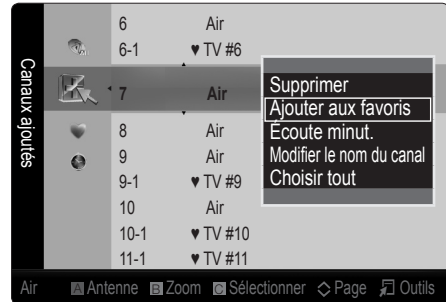 Canaux ajoutés
6 Air
6-1 ♥ TV #6
7 Air
8 Air
9 Air
9-1 ♥ TV #9
10 Air
10-1 ♥ TV #10
11-1 ♥ TV #11
Supprimer
Ajouter aux favoris
Écoute minut.
Modifier le nom du canal
Choisir tout
Air A Antenne B Zoom C Sélectionner Page Outils